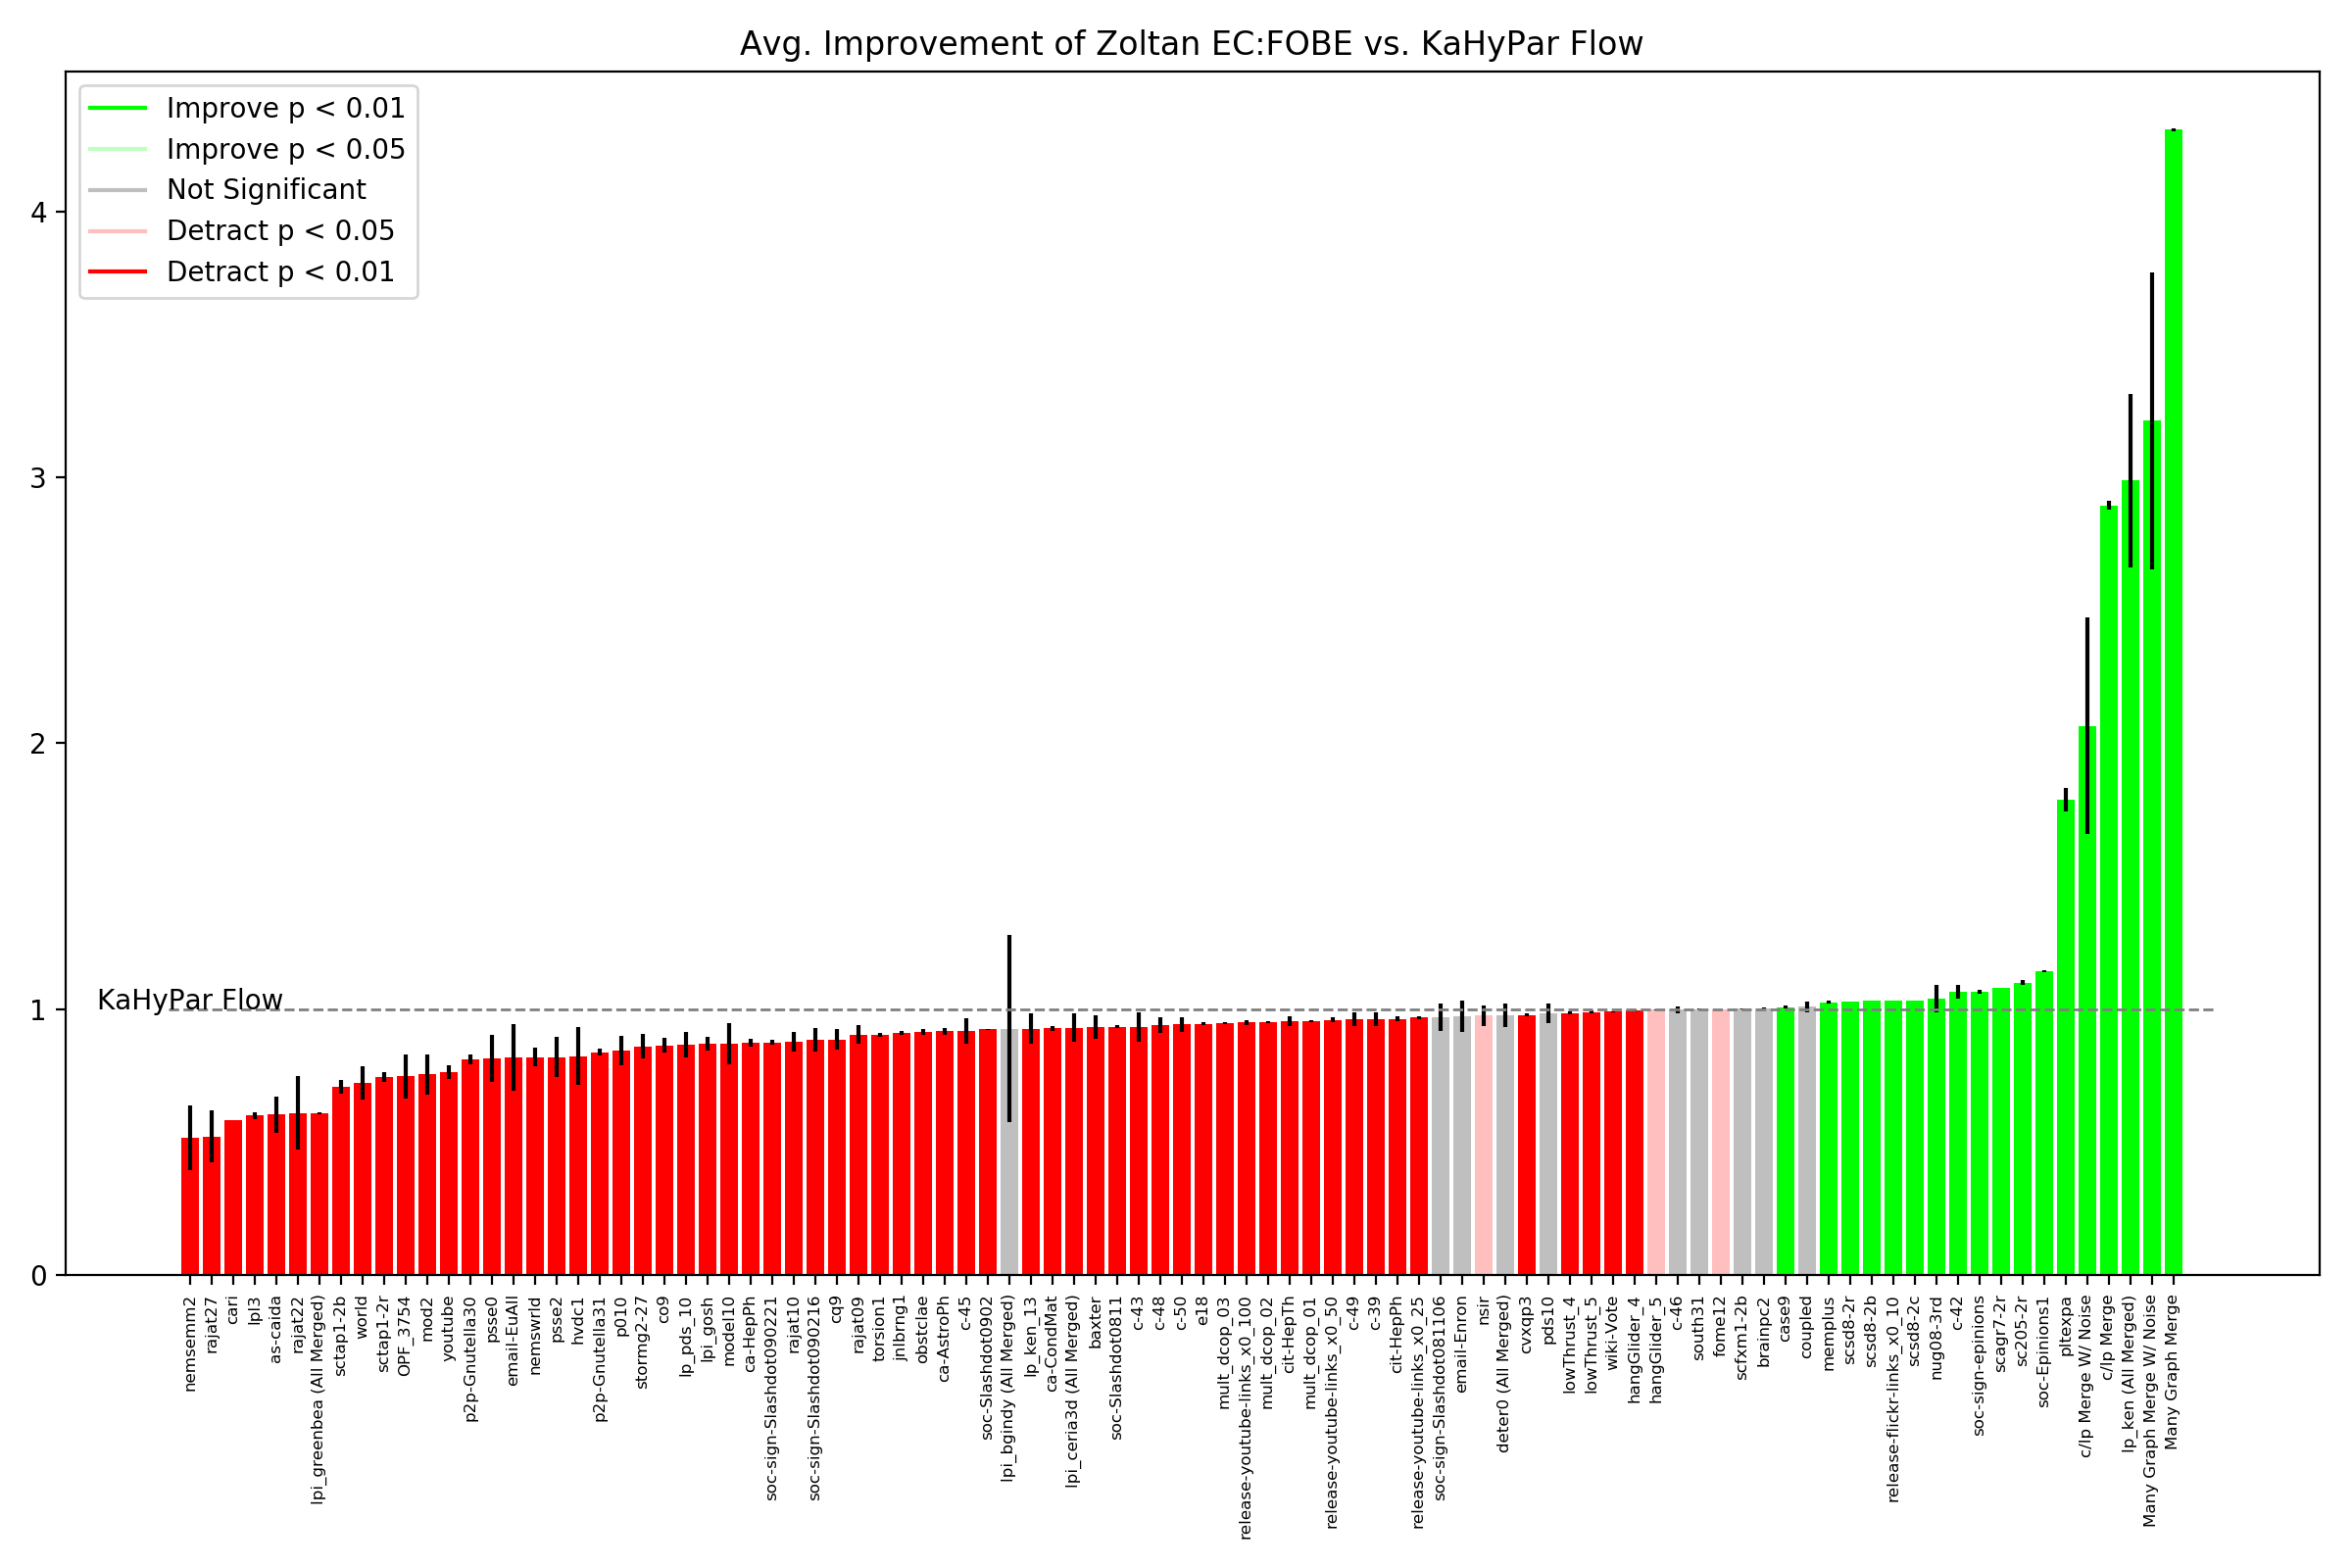 Avg. Improvement of Zoltan EC:FOBE vs. KaHyPar Flow
Improve p < 0.01
Improve p < 0.05
Not Significant
Detract p < 0.05
Detract p < 0.01
4
3
2
1
0
KaHyPar Flow
nemsemm2
rajat27
cari
lpl3
as-caida
rajat22
lpi_greenbea (All Merged)
sctap1-2b
world
sctap1-2r
OPF_3754
mod2
youtube
p2p-Gnutella30
psse0
email-EuAll
nemswrld
psse2
hvdc1
p2p-Gnutella31
p010
stormg2-27
co9
lp_pds_10
lpi_gosh
model10
ca-HepPh
soc-sign-Slashdot090221
rajat10
soc-sign-Slashdot090216
cq9
rajat09
torsion1
jnlbrng1
obstclae
ca-AstroPh
c-45
soc-Slashdot0902
lpi_bgindy (All Merged)
lp_ken_13
ca-CondMat
lpi_ceria3d (All Merged)
baxter
soc-Slashdot0811
c-43
c-48
c-50
e18
mult_dcop_03
release-youtube-links_x0_100
mult_dcop_02
cit-HepTh
mult_dcop_01
release-youtube-links_x0_50
c-49
c-39
cit-HepPh
release-youtube-links_x0_25
soc-sign-Slashdot081106
email-Enron
nsir
deter0 (All Merged)
cvxqp3
pds10
lowThrust_4
lowThrust_5
wiki-Vote
hangGlider_4
hangGlider_5
c-46
south31
fome12
scfxm1-2b
brainpc2
case9
coupled
memplus
scsd8-2r
scsd8-2b
release-flickr-links_x0_10
scsd8-2c
nug08-3rd
c-42
soc-sign-epinions
scagr7-2r
sc205-2r
soc-Epinions1
pltexpa
c/lp Merge W/ Noise
c/lp Merge
lp_ken (All Merged)
Many Graph Merge W/ Noise
Many Graph Merge